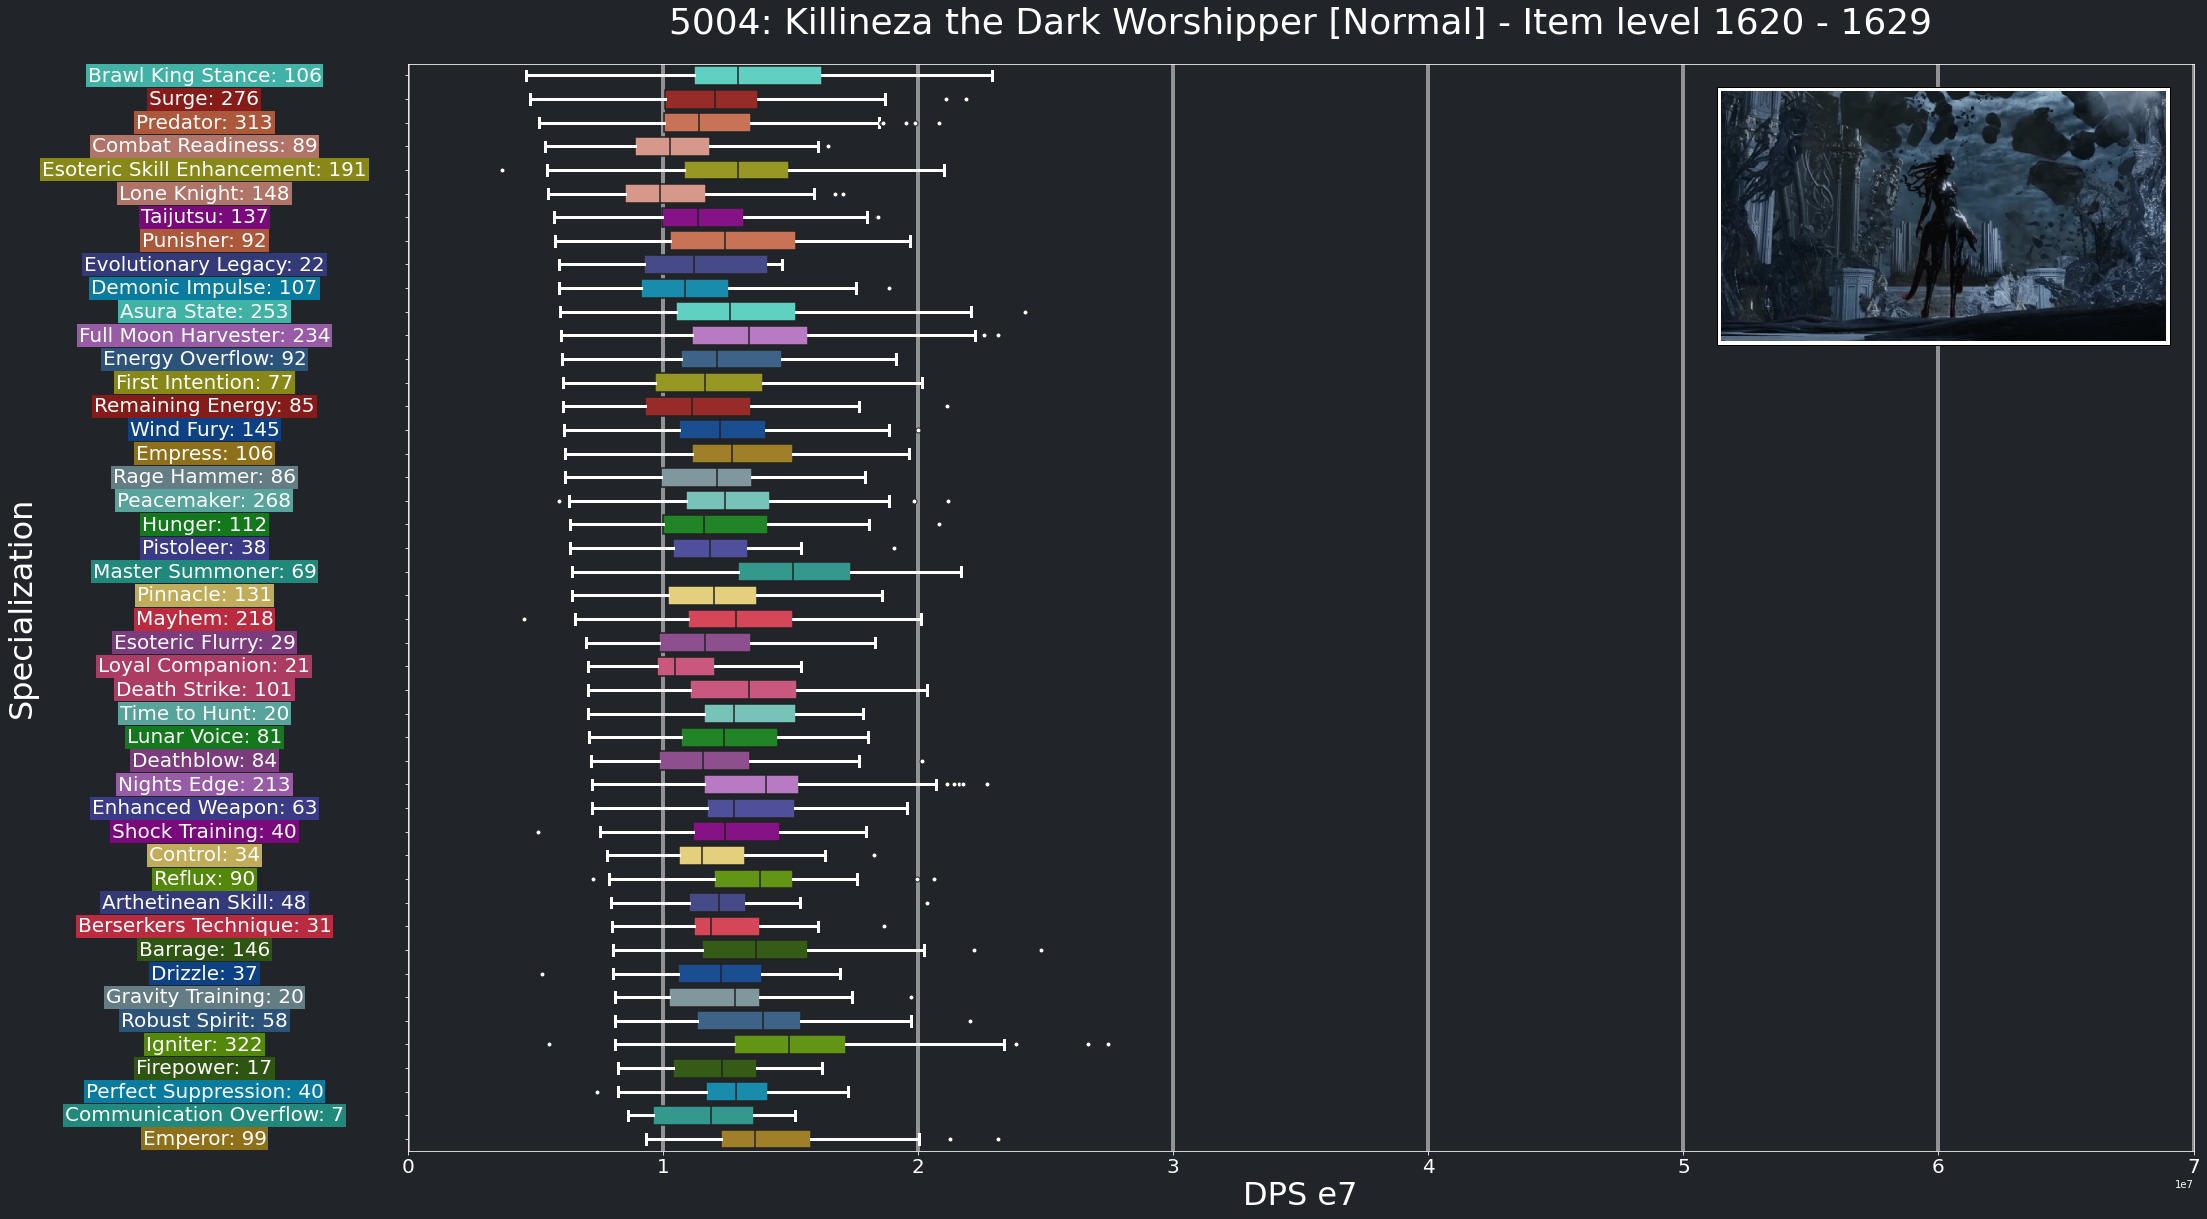 5004: Killineza the Dark Worshipper [Normal] - Item level 1620 - 1629
Specialization
Brawl King Stance: 106
Surge: 276
Predator: 313
Combat Readiness: 89
Esoteric Skill Enhancement: 191
Lone Knight: 148
Taijutsu: 137
Punisher: 92
Evolutionary Legacy: 22
Demonic Impulse: 107
Asura State: 253
Full Moon Harvester: 234
Energy Overflow: 92
First Intention: 77
Remaining Energy: 85
Wind Fury: 145
Empress: 106
Rage Hammer: 86
Peacemaker: 268
Hunger: 112
Pistoleer: 38
Master Summoner: 69
Pinnacle: 131
Mayhem: 218
Esoteric Flurry: 29
Loyal Companion: 21
Death Strike: 101
Time to Hunt: 20
Lunar Voice: 81
Deathblow: 84
Nights Edge: 213
Enhanced Weapon: 63
Shock Training: 40
Control: 34
Reflux: 90
Arthetinean Skill: 48
Berserkers Technique: 31
Barrage: 146
Drizzle: 37
Gravity Training: 20
Robust Spirit: 58
Igniter: 322
Firepower: 17
Perfect Suppression: 40
Communication Overflow: 7
Emperor: 99
0 1 2 3 4 5 6 7
1e7
DPS e7